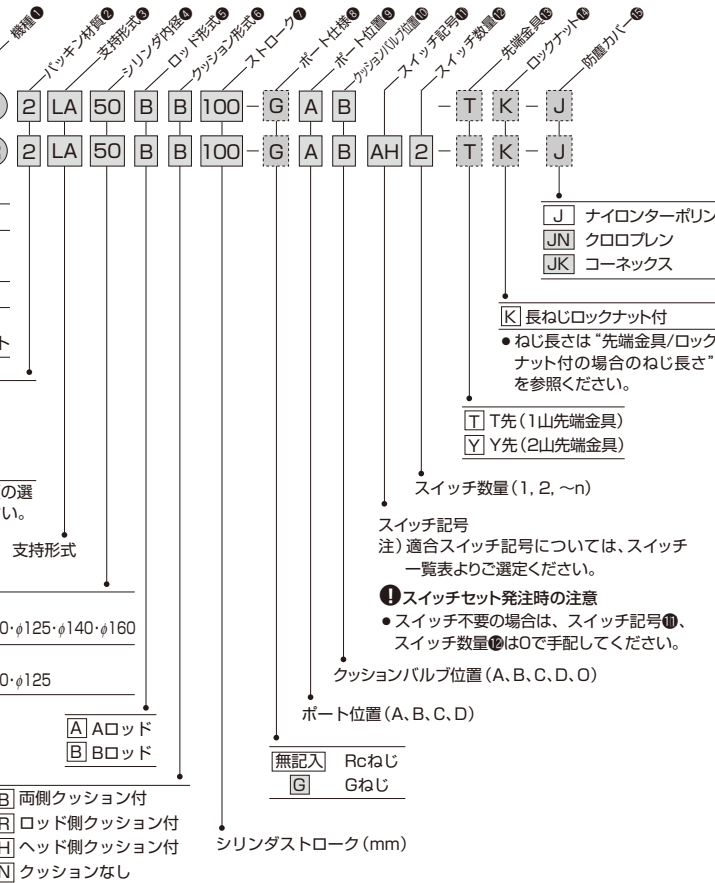 機種❶
パッキン材質❷
支持形式❸
シリンダ内径❹
ロッド形式❺
クッション形式❻
ストローク❼
ポート仕様❽
ポート位置❾
クッションバルブ位置❿
スイッチ記号⓫
スイッチ数量⓬
先端金具⓭
ロックナット⓮
防塵カバー⓯
2 LA 50 B B 100 - G A B - T K - J
2 LA 50 B B 100 - G A B AH 2 - T K - J
J ナイロンターポリン
JN クロロプレン
JK コーネックス
K 長ねじロックナット付
●ねじ長さは“先端金具/ロック
ナット付の場合のねじ長さ”
を参照ください。
ト
T T先(1山先端金具)
Y Y先(2山先端金具)
スイッチ数量(1, 2, 〜n)
の選
い。
スイッチ記号
注)適合スイッチ記号については、スイッチ
一覧表よりご選定ください。
支持形式
❗スイッチセット発注時の注意
●スイッチ不要の場合は、スイッチ記号⓫、
スイッチ数量⓬は0で手配してください。
0・φ125・φ140・φ160
クッションバルブ位置(A、B、C、D、O)
0・φ125
ポート位置(A、B、C、D)
A Aロッド
B Bロッド
無記入 Rcねじ
G Gねじ
B 両側クッション付
R ロッド側クッション付
H ヘッド側クッション付
N クッションなし
シリンダストローク(mm)